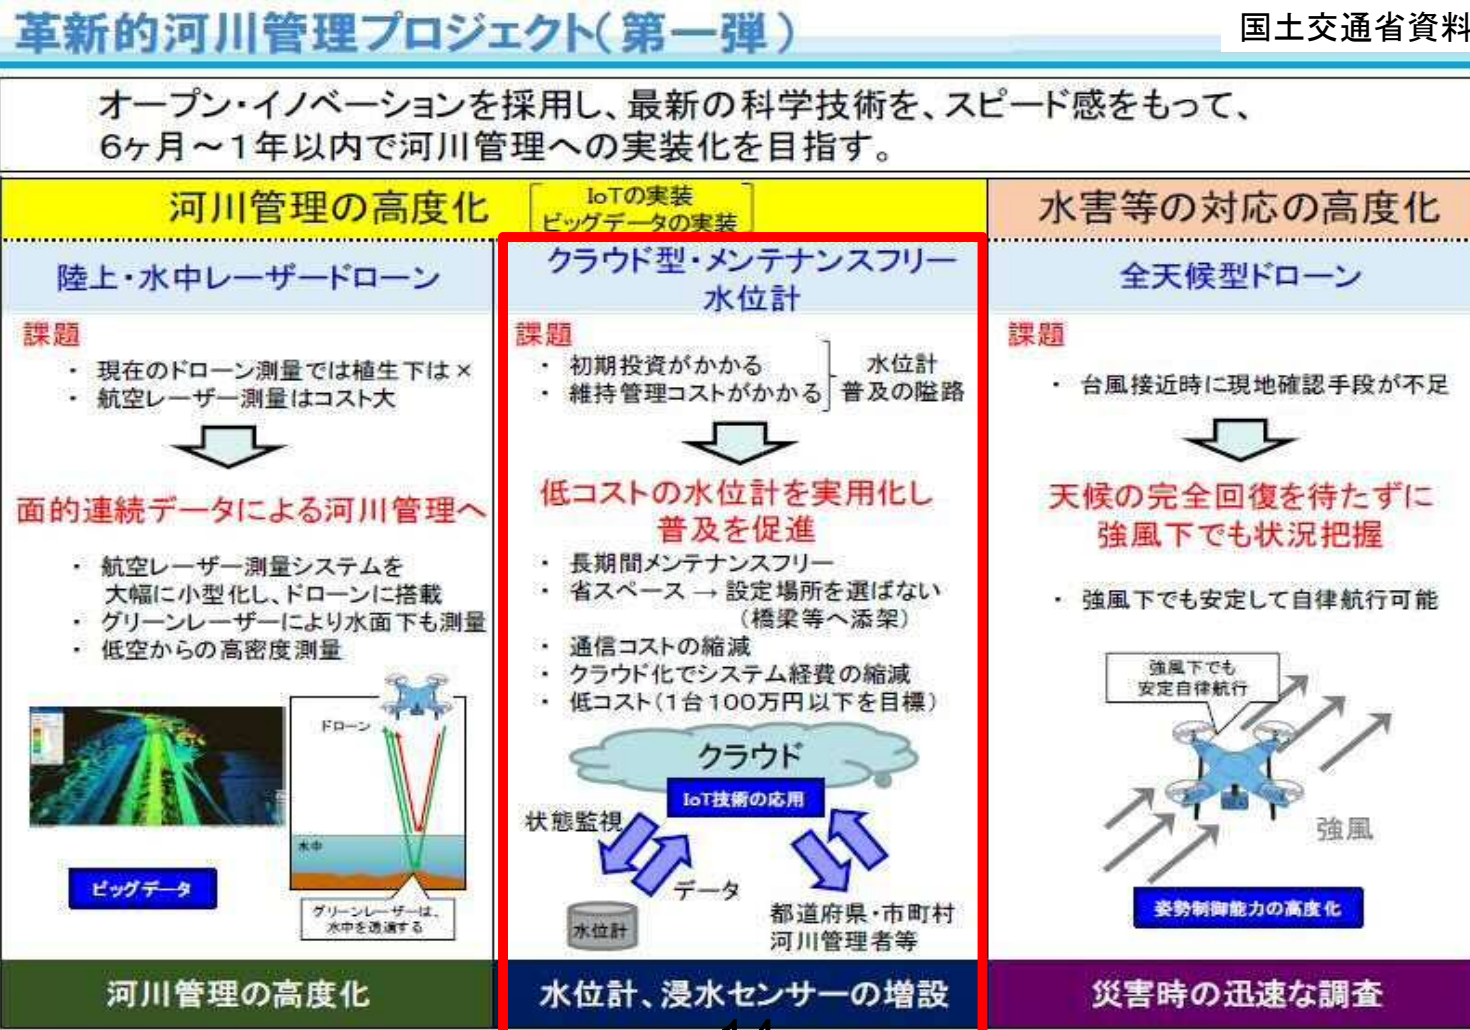 革新的河川管理プロジェクト(第一弾)
国土交通省資料
オープン・イノベーションを採用し、最新の科学技術を、スピード感をもって、
6ヶ月～1年以内で河川管理への実装化を目指す。
河川管理の高度化
IoTの実装
ビッグデータの実装
水害等の対応の高度化
陸上・水中レーザードローン
課題
・ 現在のドローン測量では植生下は×
・ 航空レーザー測量はコスト大
面的連続データによる河川管理へ
・ 航空レーザー測量システムを
大幅に小型化し、ドローンに搭載
・ グリーンレーザーにより水面下も測量
・ 低空からの高密度測量
ドローン
水中
グリーンレーザーは、
水中を透過する
ビッグデータ
河川管理の高度化
クラウド型・メンテナンスフリー
水位計
課題
・ 初期投資がかかる
・ 維持管理コストがかかる
水位計
普及の隘路
低コストの水位計を実用化し
普及を促進
・ 長期間メンテナンスフリー
・ 省スペース → 設定場所を選ばない
(橋梁等へ添架)
・ 通信コストの縮減
・ クラウド化でシステム経費の縮減
・ 低コスト(1台100万円以下を目標)
クラウド
IoT技術の応用
状態監視
データ
水位計
都道府県・市町村
河川管理者等
水位計、浸水センサーの増設
全天候型ドローン
課題
・ 台風接近時に現地確認手段が不足
天候の完全回復を待たずに
強風下でも状況把握
・ 強風下でも安定して自律航行可能
強風下でも
安定自律航行
強風
姿勢制御能力の高度化
災害時の迅速な調査